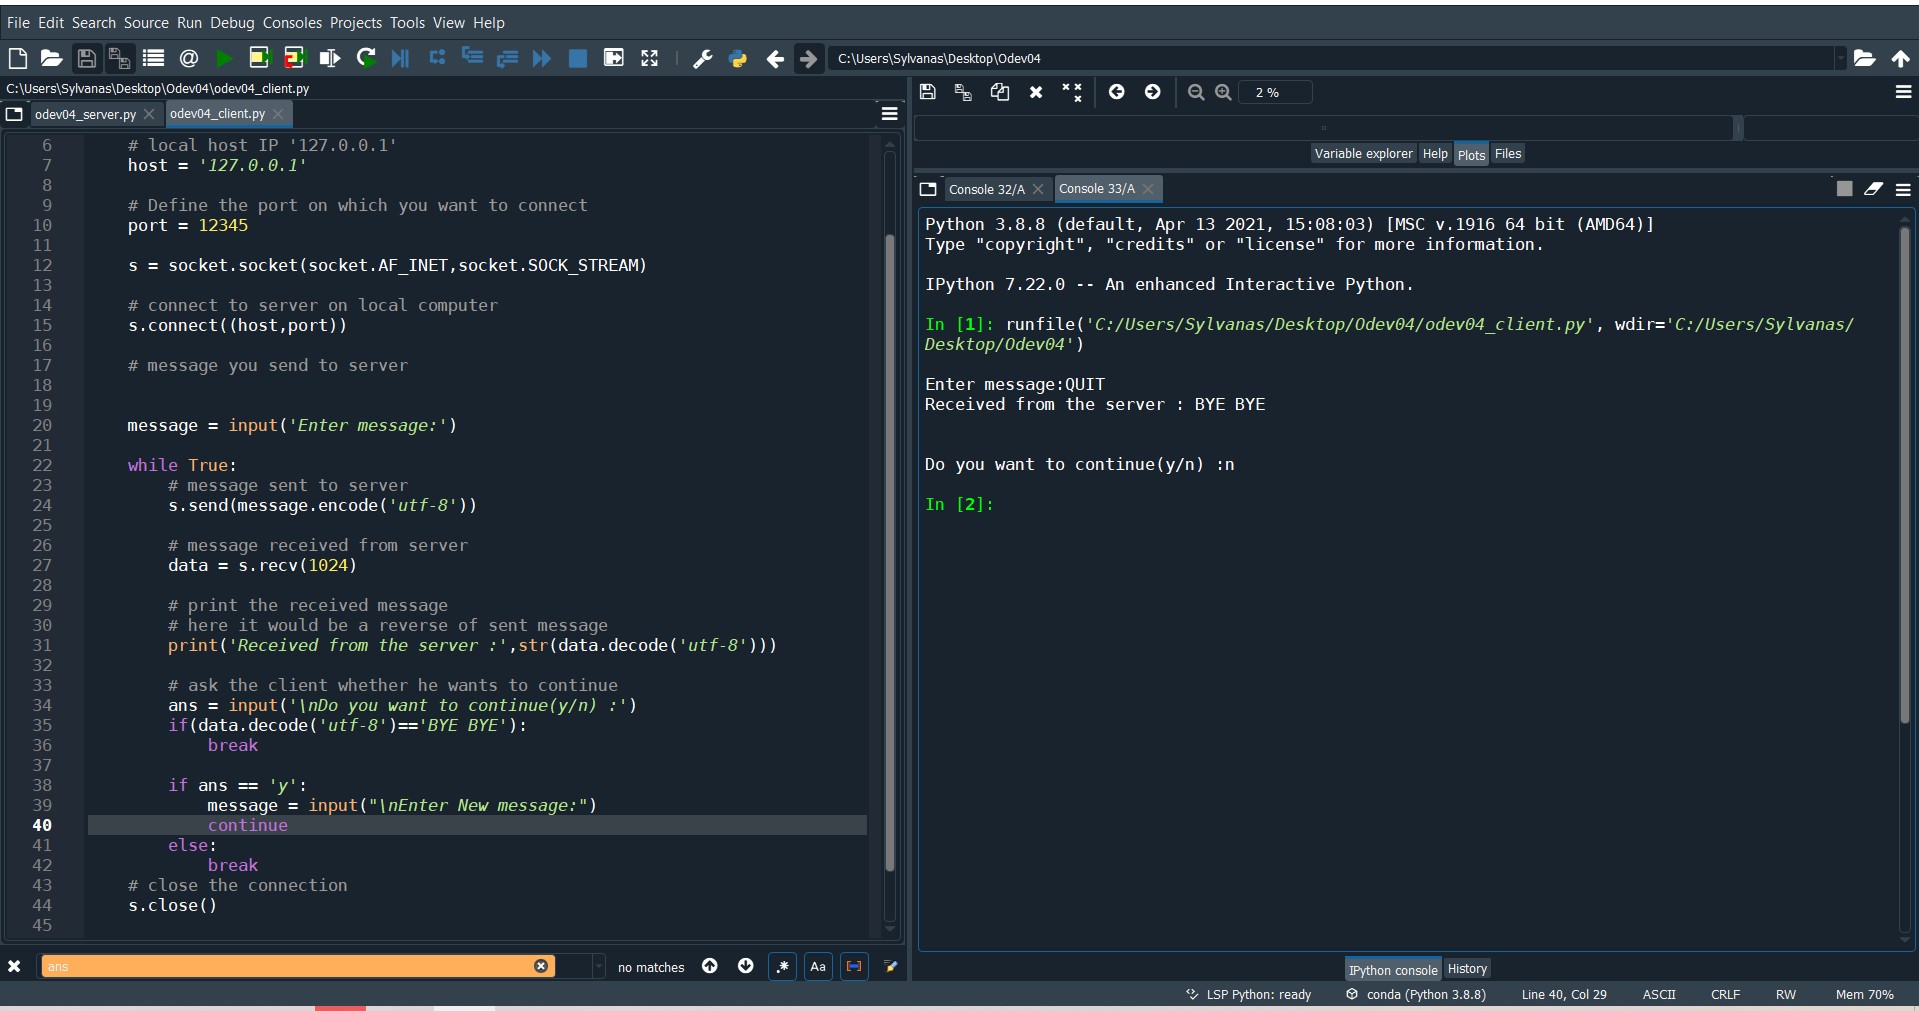 File Edit Search Source Run Debug Consoles Projects Tools View Help
C:\Users\Sylvanas\Desktop\Odev04
C:\Users\Sylvanas\Desktop\Odev04\odev04_client.py
odev04_server.py odev04_client.py
6 # local host IP '127.0.0.1'
7 host = '127.0.0.1'
8
9 # Define the port on which you want to connect
10 port = 12345
11
12 s = socket.socket(socket.AF_INET,socket.SOCK_STREAM)
13
14 # connect to server on local computer
15 s.connect((host,port))
16
17 # message you send to server
18
19
20 message = input('Enter message:')
21
22 while True:
23 # message sent to server
24 s.send(message.encode('utf-8'))
25
26 # message received from server
27 data = s.recv(1024)
28
29 # print the received message
30 # here it would be a reverse of sent message
31 print('Received from the server :',str(data.decode('utf-8')))
32
33 # ask the client whether he wants to continue
34 ans = input('\nDo you want to continue(y/n) :')
35 if(data.decode('utf-8')=='BYE BYE'):
36 break
37
38 if ans == 'y':
39 message = input("\nEnter New message:")
40 continue
41 else:
42 break
43 # close the connection
44 s.close()
45
ans
no matches
Aa
2 %
Variable explorer Help Plots Files
Console 32/A Console 33/A
Python 3.8.8 (default, Apr 13 2021, 15:08:03) [MSC v.1916 64 bit (AMD64)]
Type "copyright", "credits" or "license" for more information.
IPython 7.22.0 -- An enhanced Interactive Python.
In [1]: runfile('C:/Users/Sylvanas/Desktop/Odev04/odev04_client.py', wdir='C:/Users/Sylvanas/
Desktop/Odev04')
Enter message:QUIT
Received from the server : BYE BYE
Do you want to continue(y/n) :n
In [2]:
IPython console History
LSP Python: ready conda (Python 3.8.8) Line 40, Col 29 ASCII CRLF RW Mem 70%